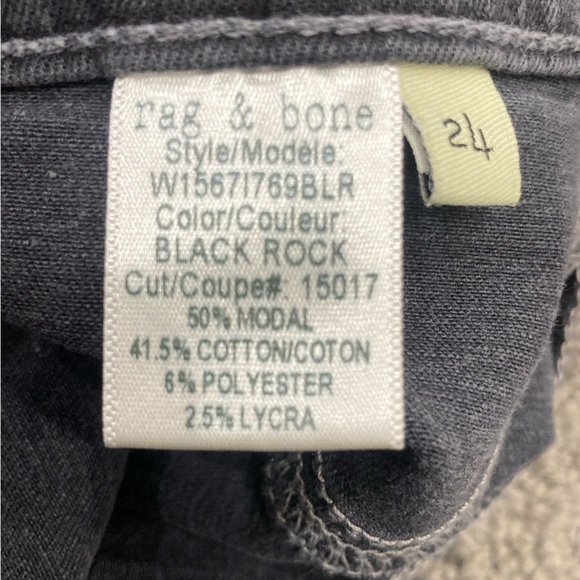 rag & bone
24
Style/Modele:
W1567I769BLR
Color/Couleur:
BLACK ROCK
Cut/Coupe#: 15017
50% MODAL
41.5% COTTON/COTON
6% POLYESTER
2.5% LYCRA